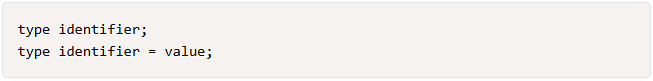 type identifier;
type identifier = value;